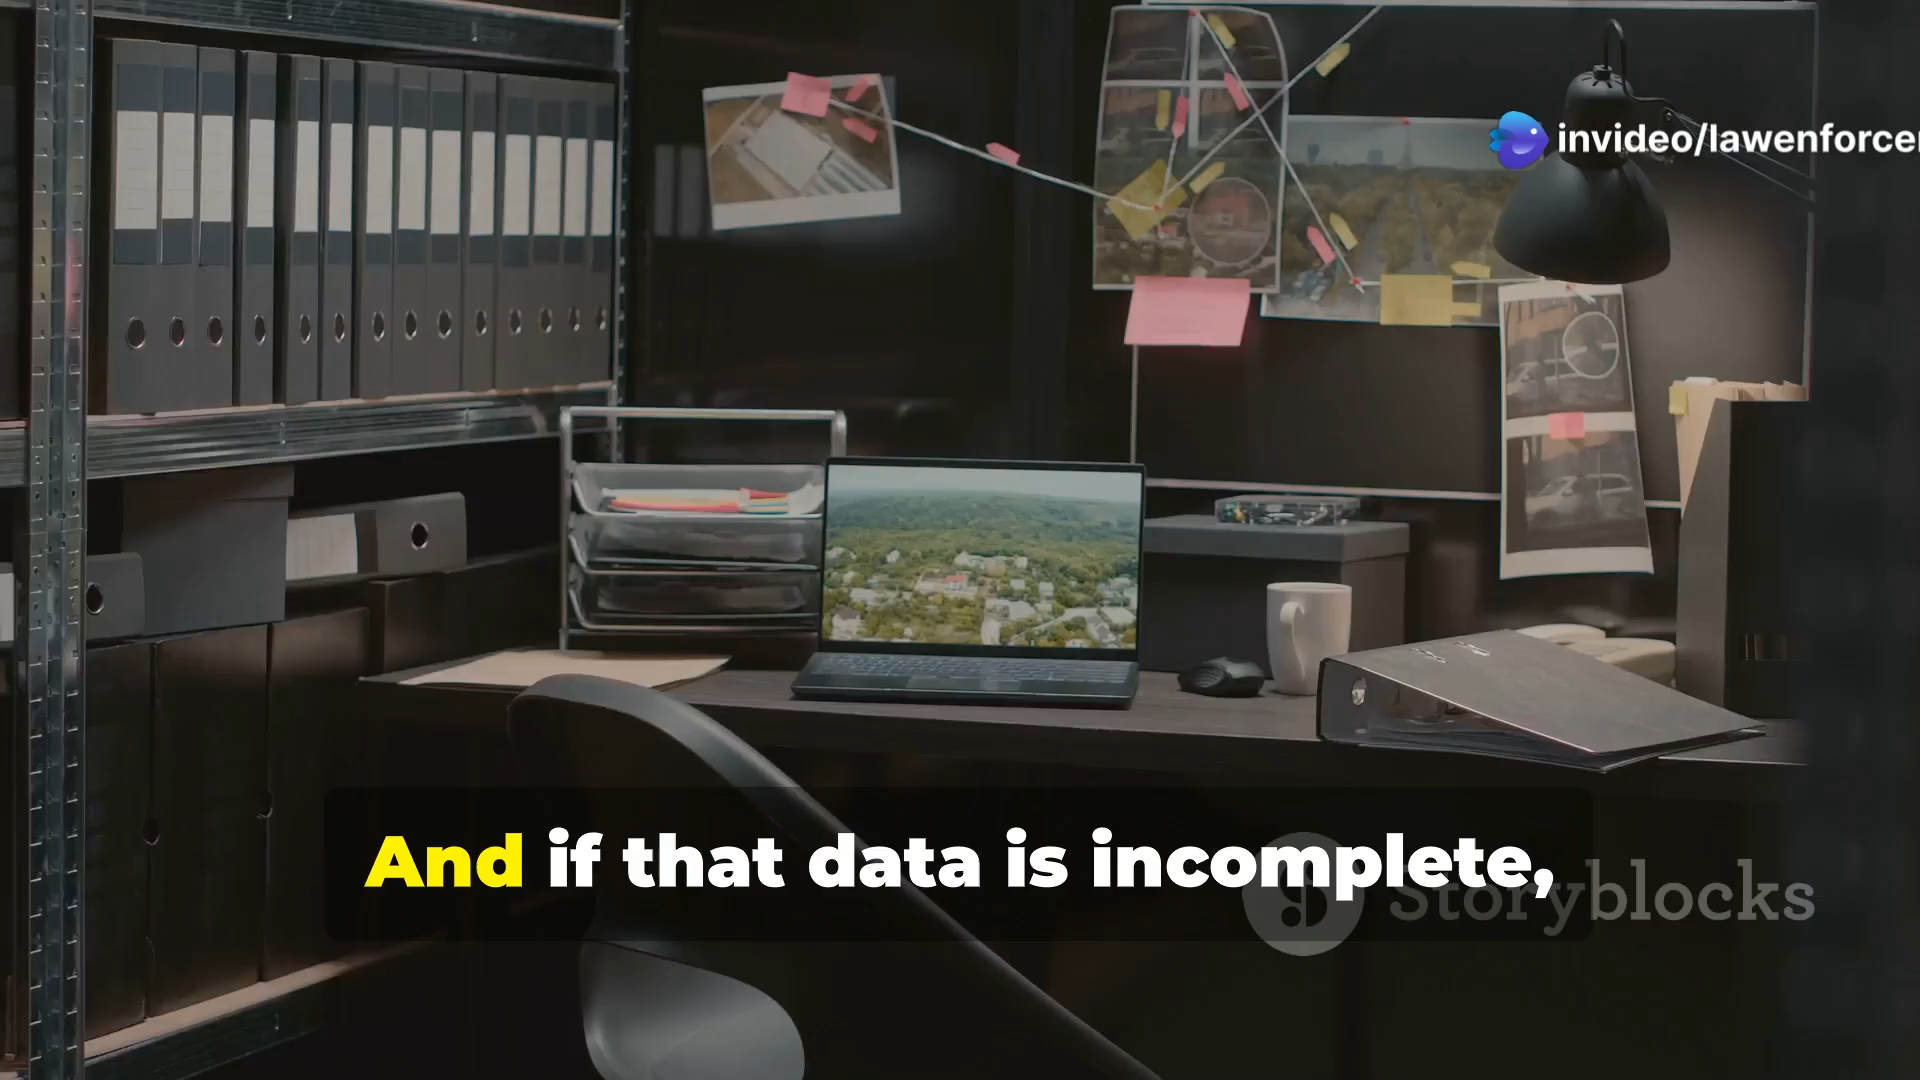 invideo/lawenforcer
And if that data is incomplete,
Storyblocks